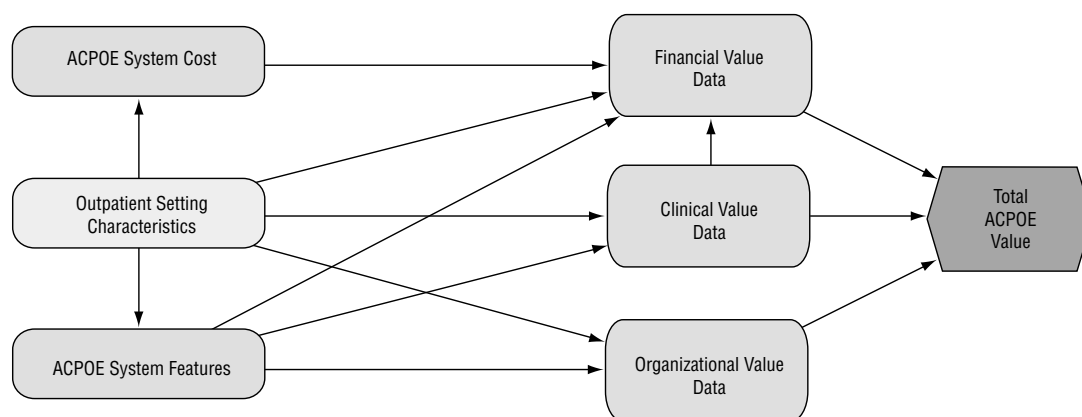 ACPOE System Cost
Financial Value
Data
Outpatient Setting
Characteristics
Clinical Value
Data
Total
ACPOE
Value
ACPOE System Features
Organizational Value
Data